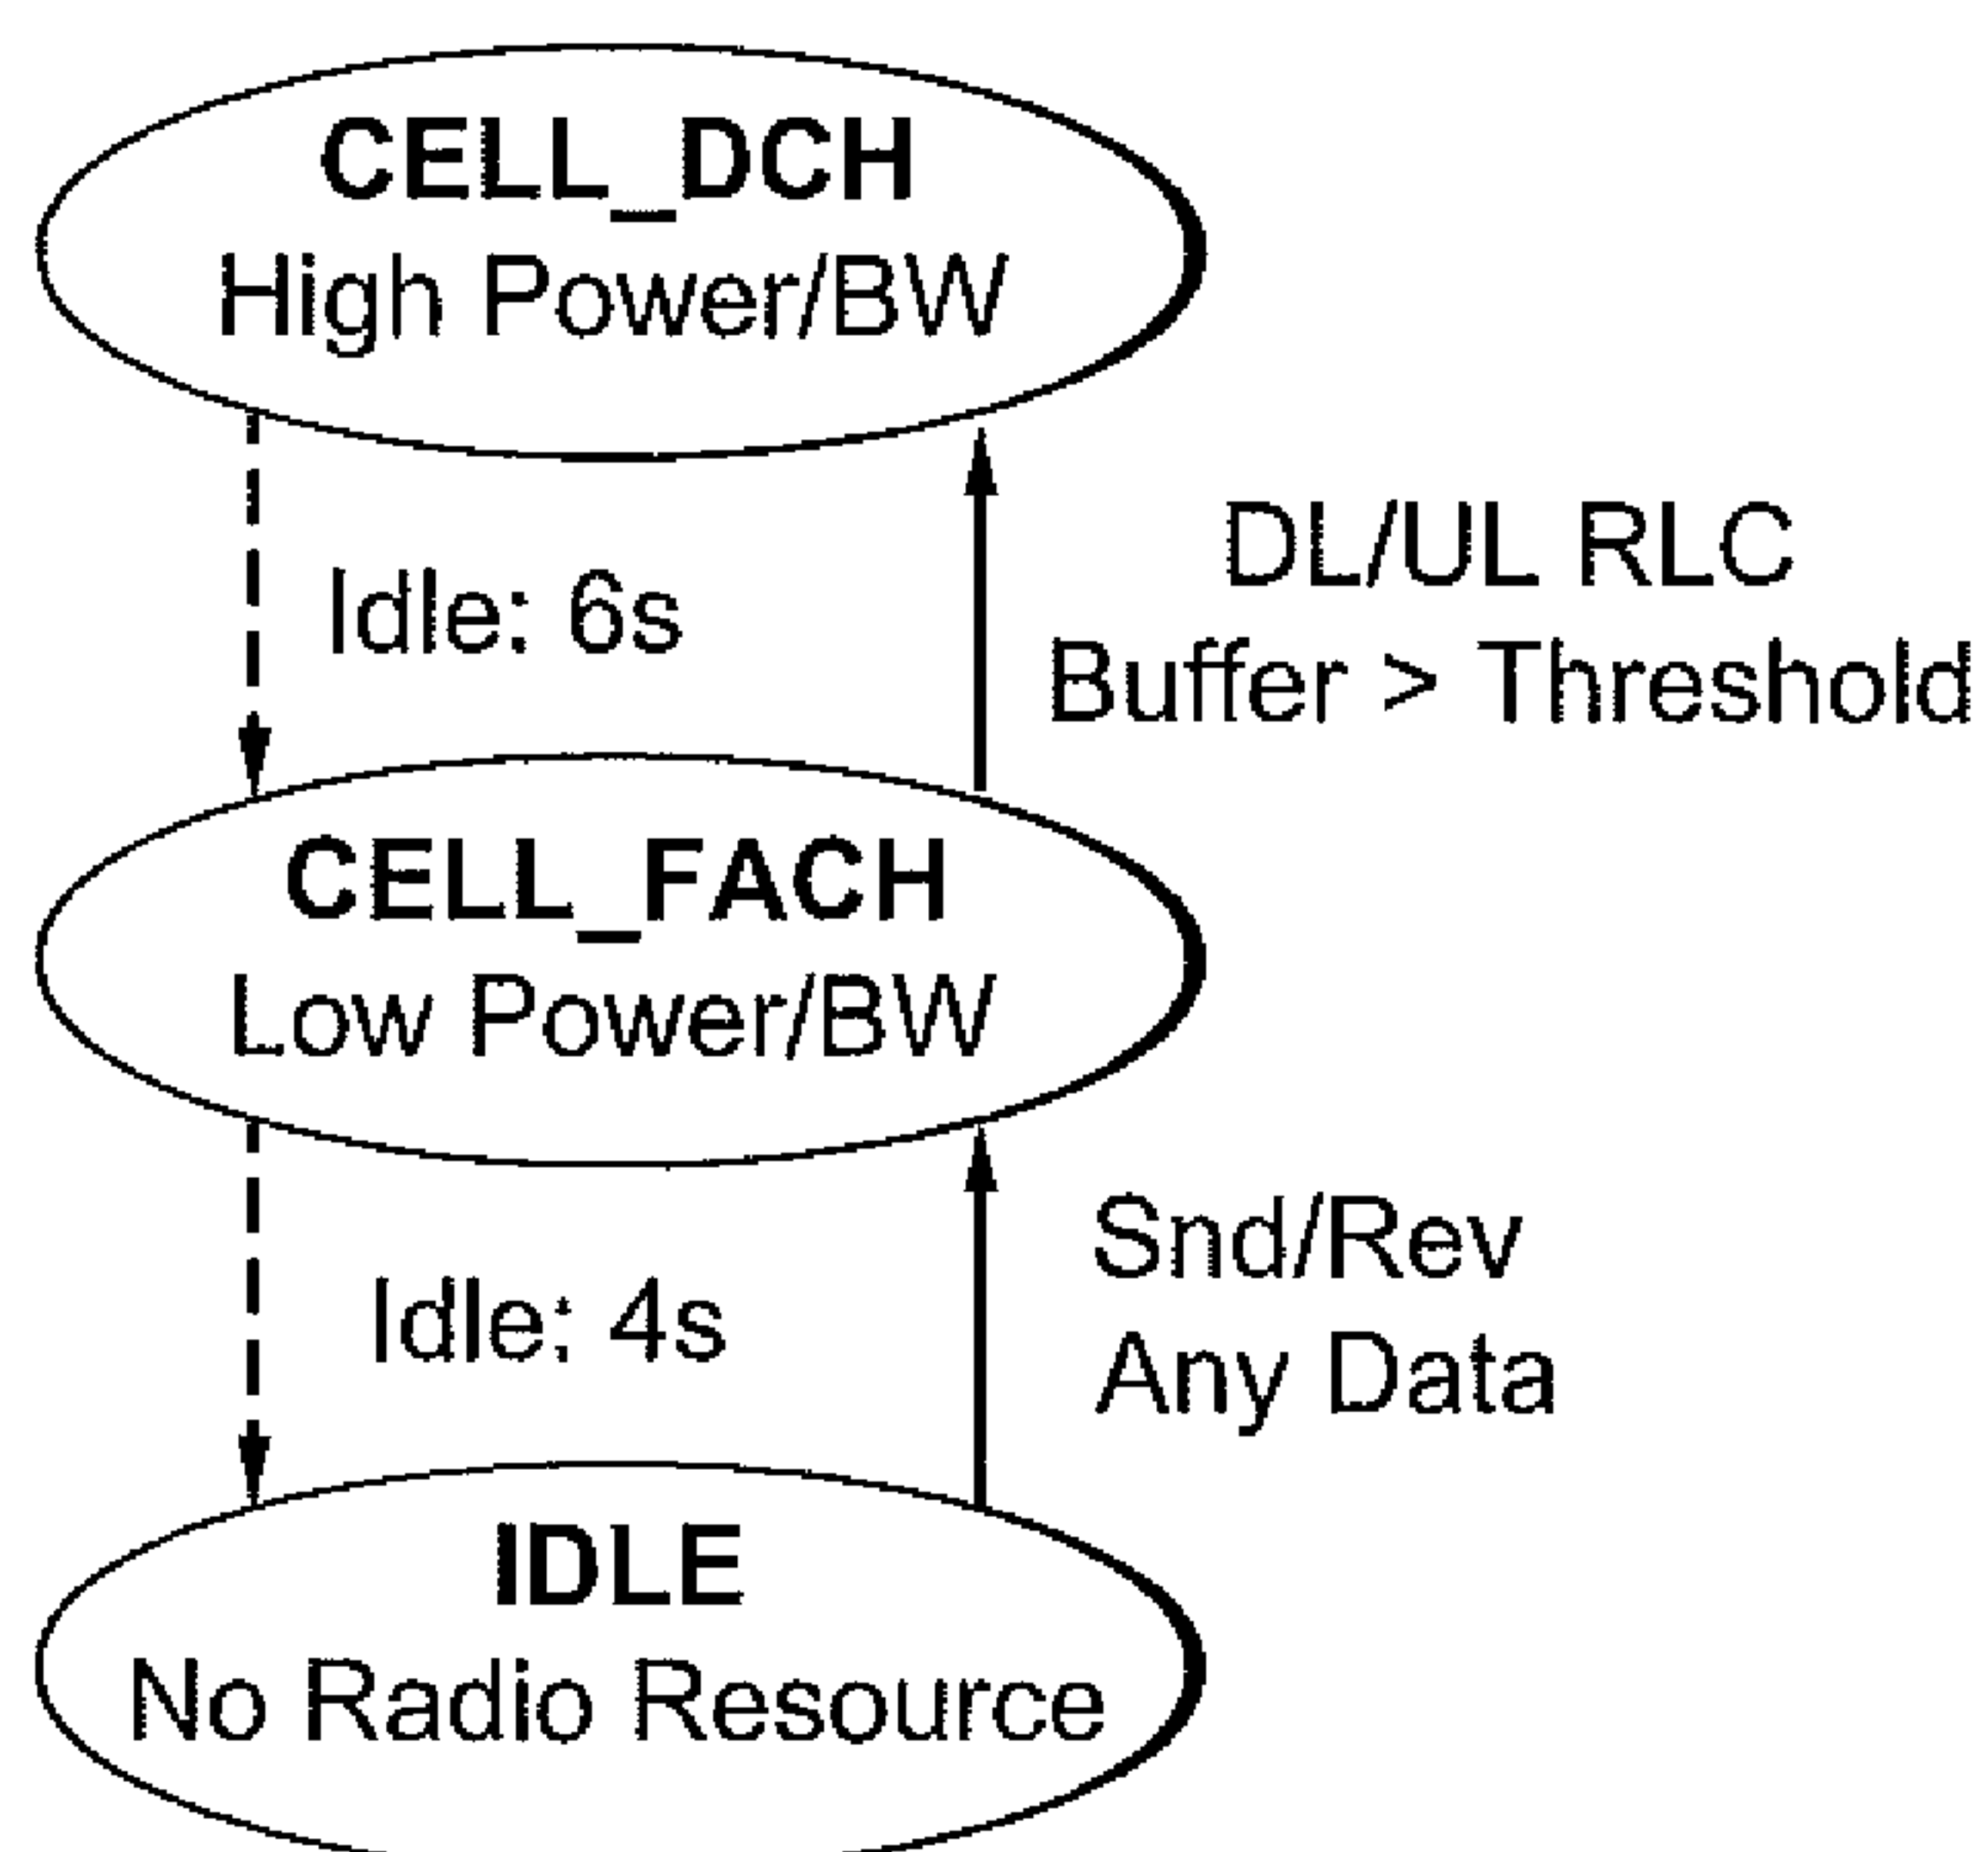 CELL_DCH
High Power/BW
Idle: 6s
DL/UL RLC
Buffer > Threshold
CELL_FACH
Low Power/BW
Idle: 4s
Snd/Rev
Any Data
IDLE
No Radio Resource